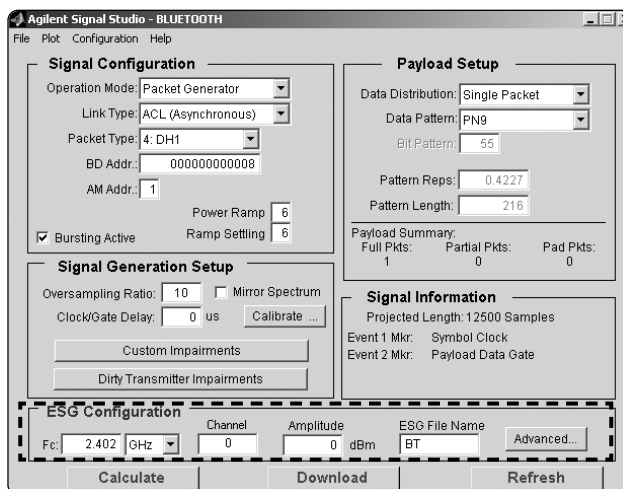 Agilent Signal Studio - BLUETOOTH
File Plot Configuration Help
Signal Configuration
Operation Mode: Packet Generator
Link Type: ACL (Asynchronous)
Packet Type: 4: DH1
BD Addr.: 000000000008
AM Addr.: 1
Power Ramp 6
Bursting Active
Ramp Settling 6
Payload Setup
Data Distribution: Single Packet
Data Pattern: PN9
Bit Pattern: 55
Pattern Reps: 0.4227
Pattern Length: 216
Payload Summary:
Full Pkts: Partial Pkts: Pad Pkts:
1 0 0
Signal Generation Setup
Oversampling Ratio: 10 Mirror Spectrum
Clock/Gate Delay: 0 us Calibrate ...
Custom Impairments
Dirty Transmitter Impairments
Signal Information
Projected Length: 12500 Samples
Event 1 Mkr: Symbol Clock
Event 2 Mkr: Payload Data Gate
ESG Configuration
Channel Amplitude ESG File Name
Fc: 2.402 GHz 0 0 dBm BT Advanced...
Calculate Download Refresh